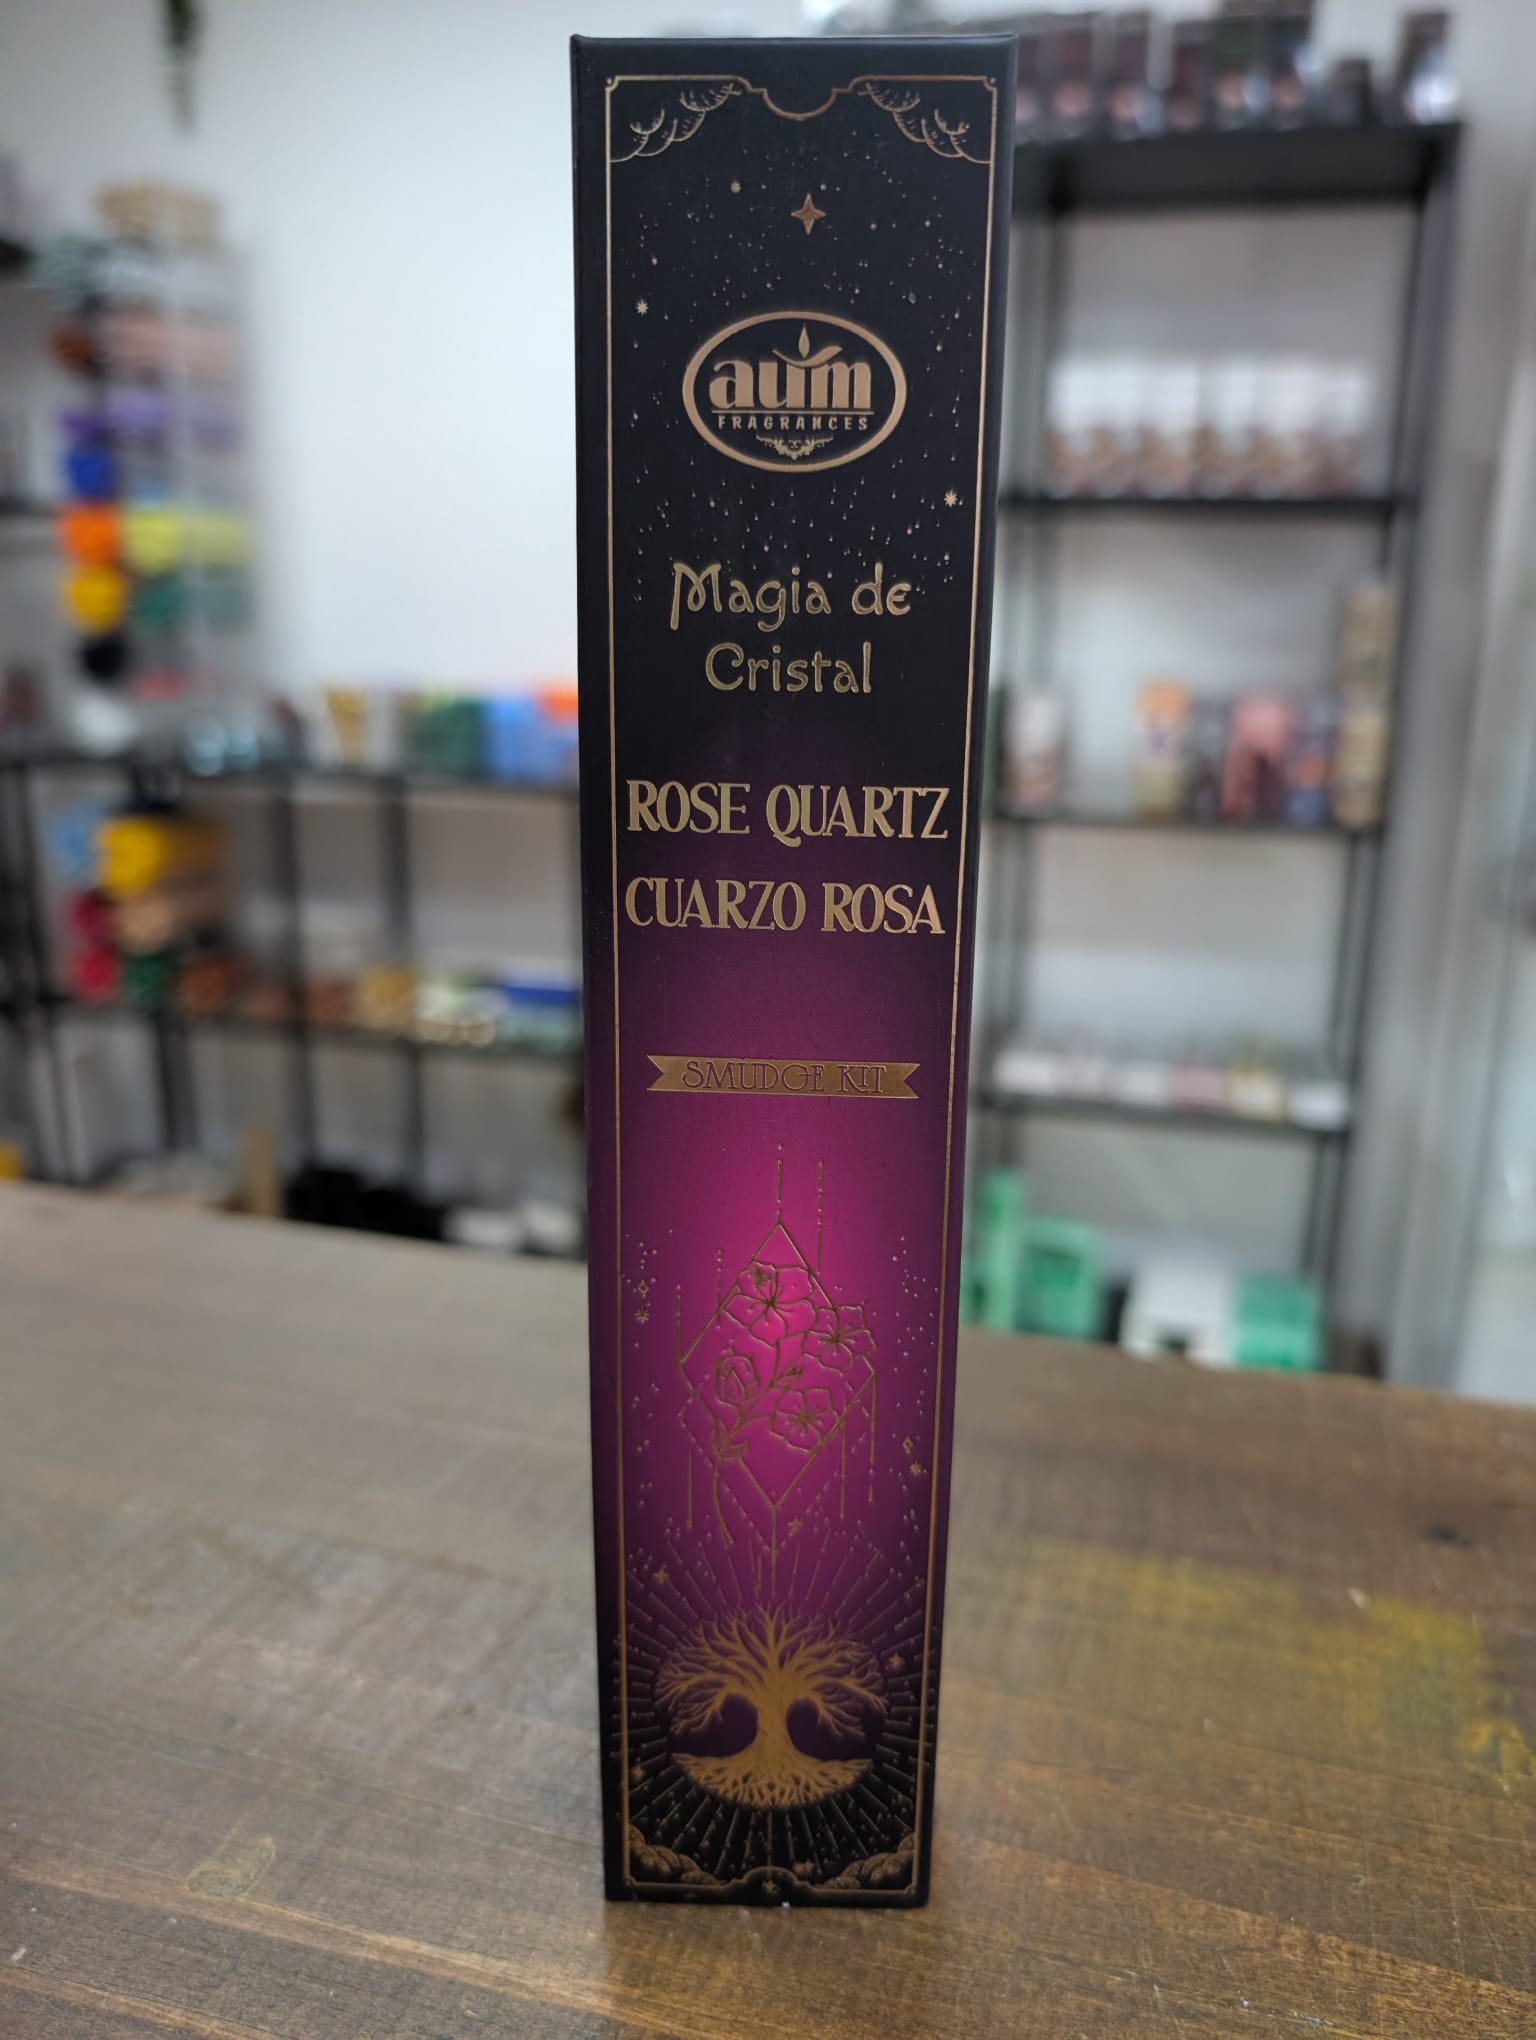 aum
FRAGRANCES
Magia de
Cristal
ROSE QUARTZ
CUARZO ROSA
SMUDGE KIT